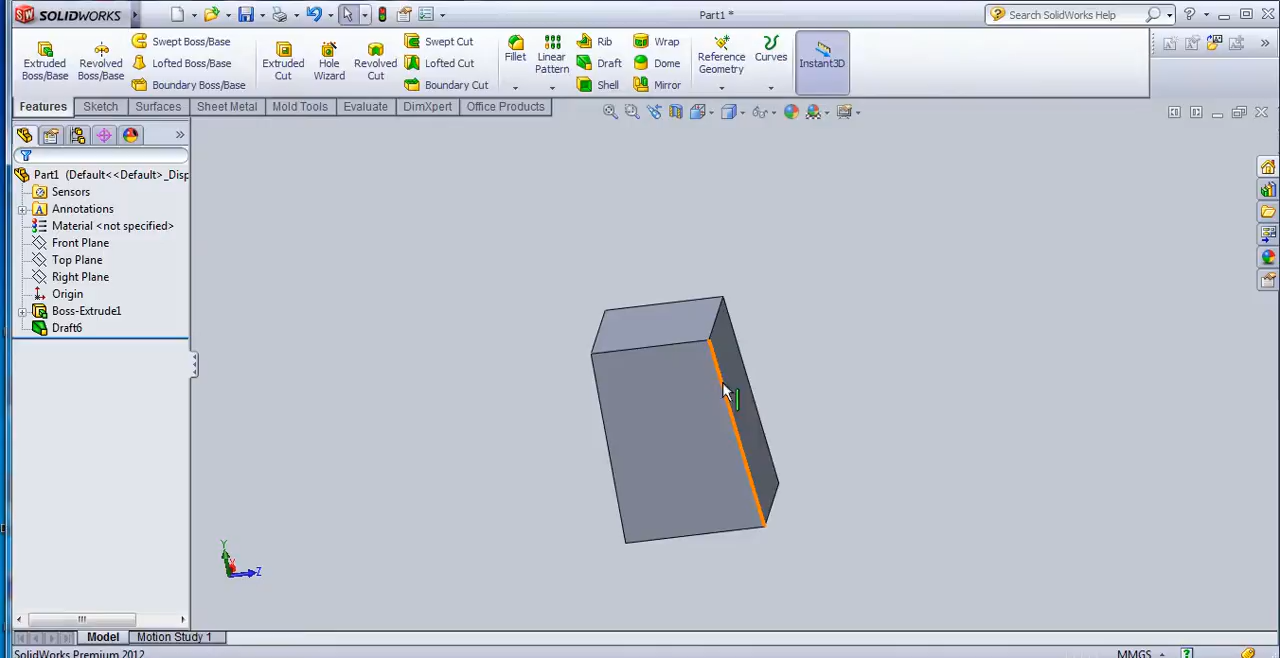 SOLIDWORKS
Part1 *
Search SolidWorks Help
Extruded Boss/Base
Revolved Boss/Base
Swept Boss/Base
Lofted Boss/Base
Boundary Boss/Base
Extruded Cut
Hole Wizard
Revolved Cut
Swept Cut
Lofted Cut
Boundary Cut
Fillet
Linear Pattern
Rib
Draft
Shell
Wrap
Dome
Mirror
Reference Geometry
Curves
Instant3D
Features Sketch Surfaces Sheet Metal Mold Tools Evaluate DimXpert Office Products
Part1 (Default<<Default>_Disp
Sensors
Annotations
Material <not specified>
Front Plane
Top Plane
Right Plane
Origin
Boss-Extrude1
Draft6
Y
X
Z
Model Motion Study 1
SolidWorks Premium 2012
MMGS